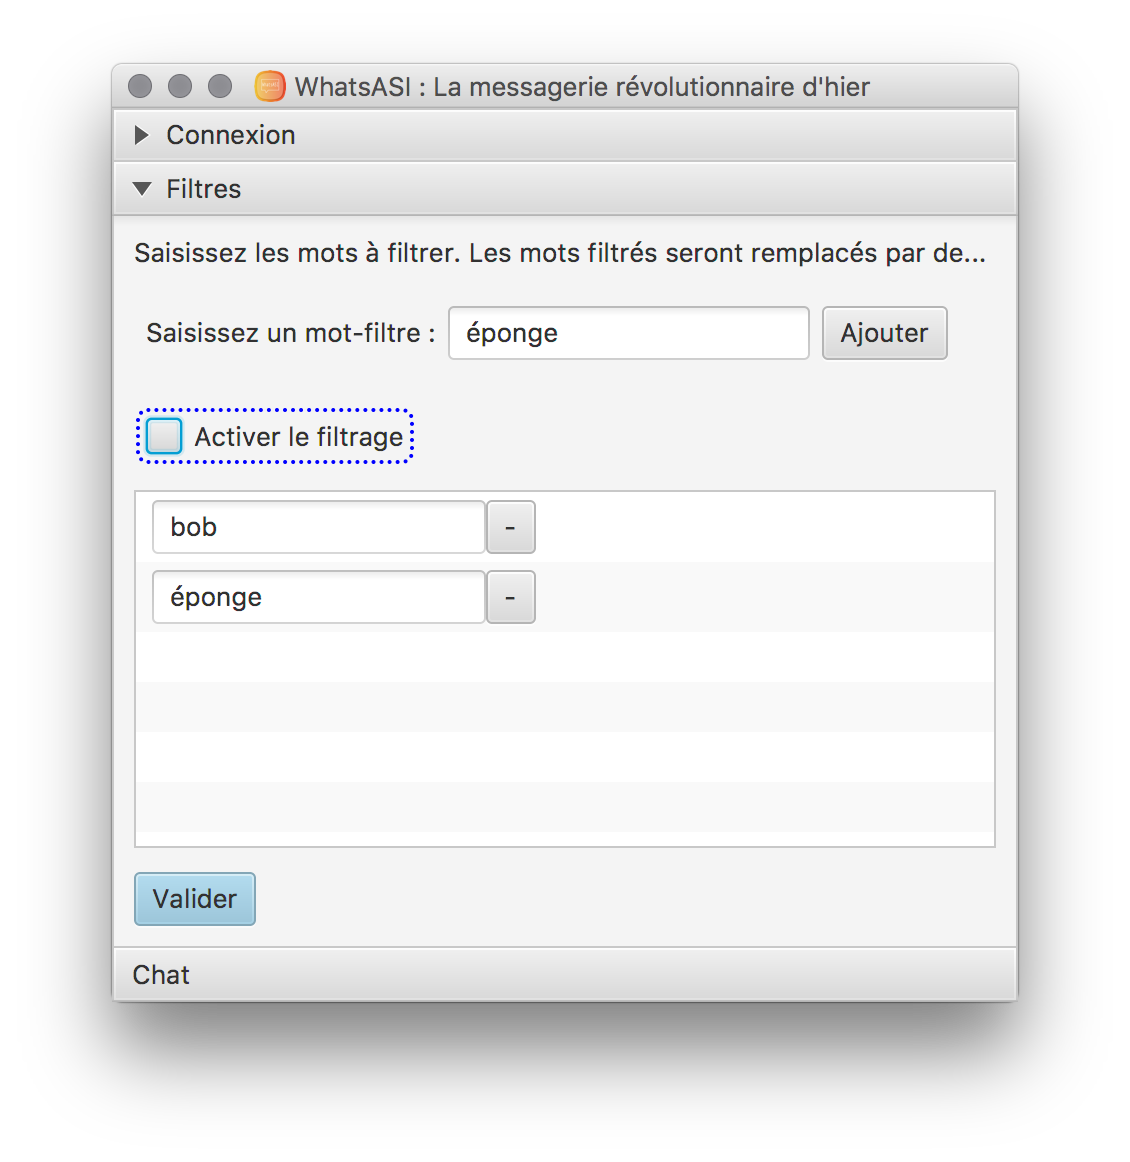 WhatsASI : La messagerie révolutionnaire d'hier
Connexion
Filtres
Saisissez les mots à filtrer. Les mots filtrés seront remplacés par de...
Saisissez un mot-filtre : éponge Ajouter
Activer le filtrage
bob -
éponge -
Valider
Chat